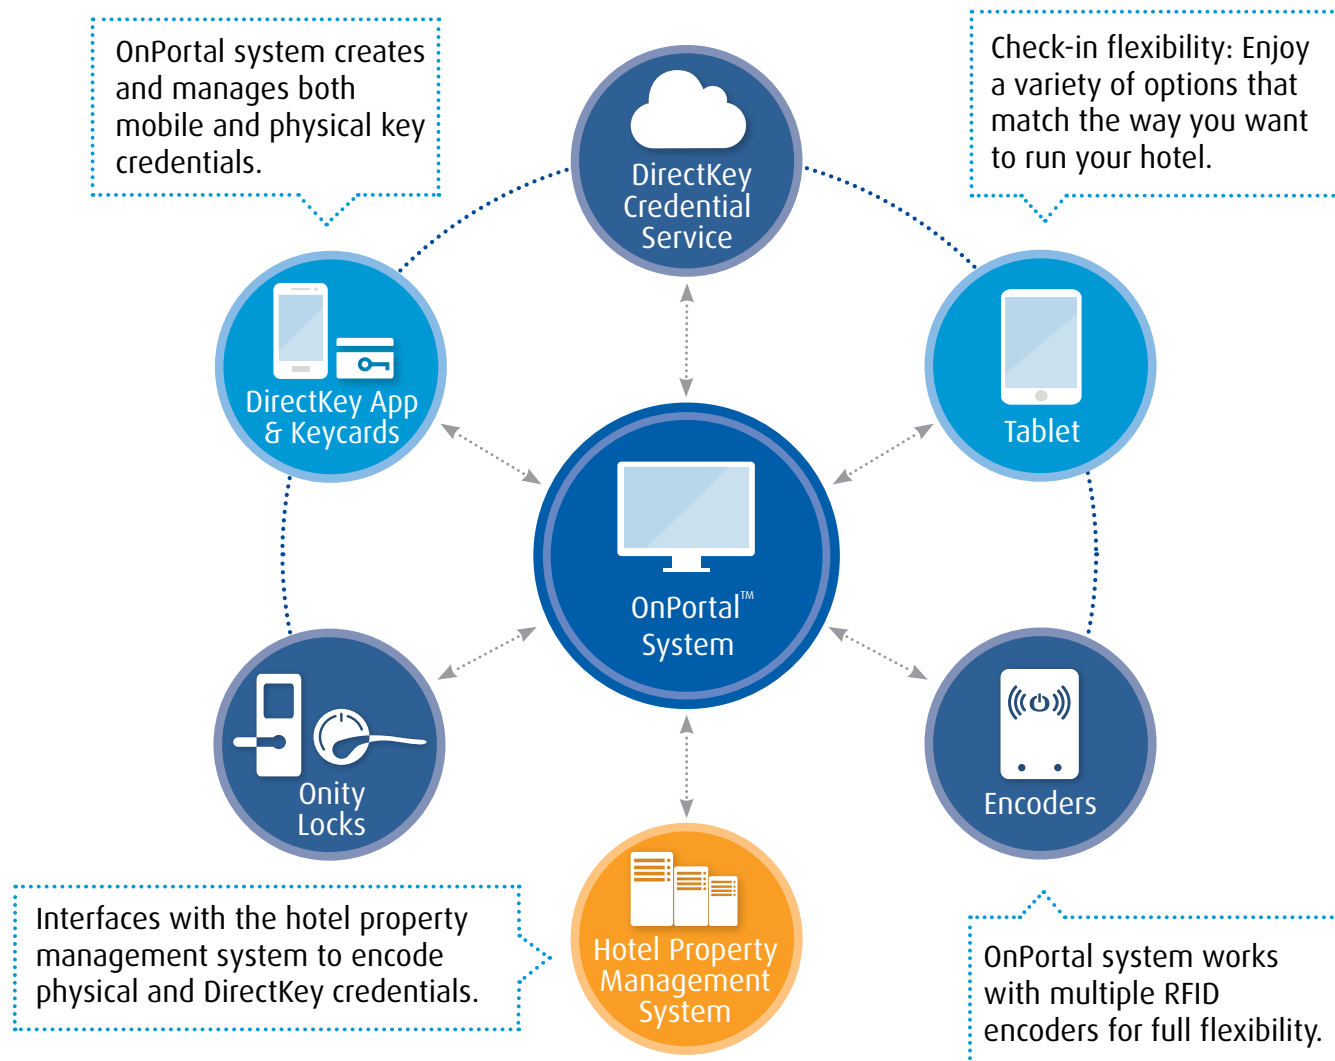 OnPortal system creates
and manages both
mobile and physical key
credentials.
Check-in flexibility: Enjoy
a variety of options that
match the way you want
to run your hotel.
DirectKey
Credential
Service
DirectKey App
& Keycards
Tablet
OnPortal™
System
Onity
Locks
Encoders
Interfaces with the hotel property
management system to encode
physical and DirectKey credentials.
Hotel Property
Management
System
OnPortal system works
with multiple RFID
encoders for full flexibility.